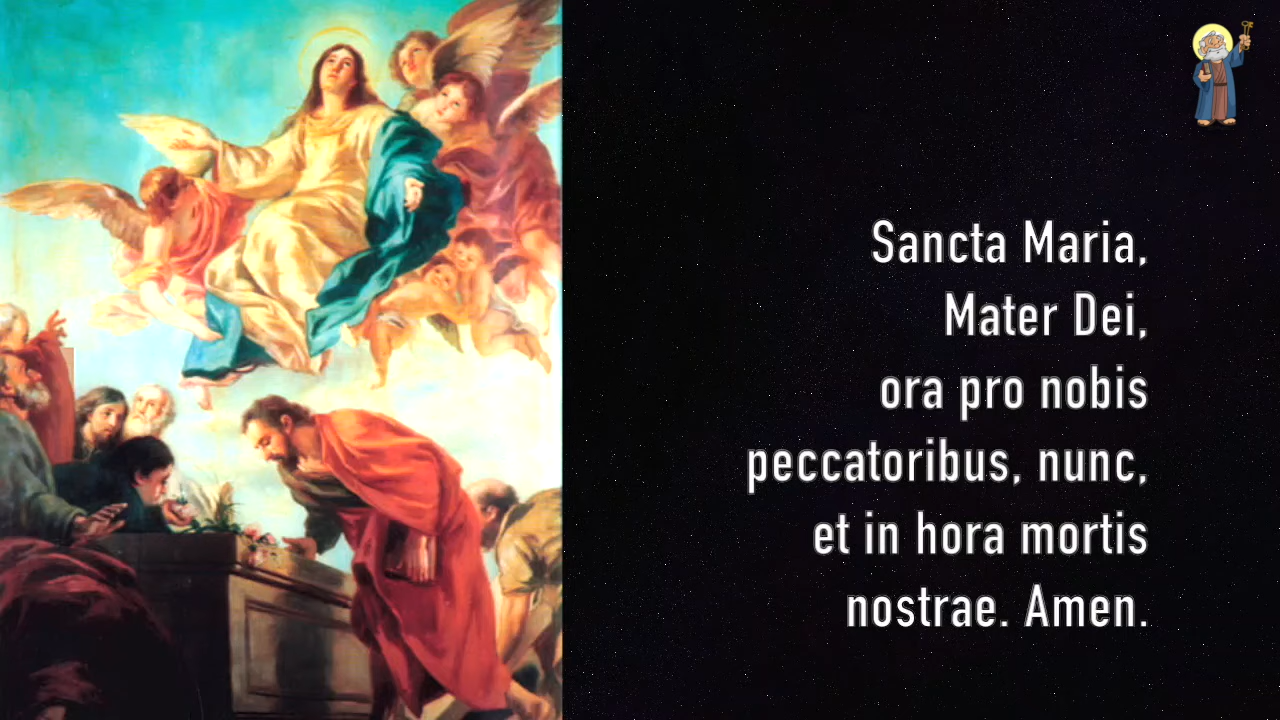 Sancta Maria,
Mater Dei,
ora pro nobis
peccatoribus, nunc,
et in hora mortis
nostrae. Amen.